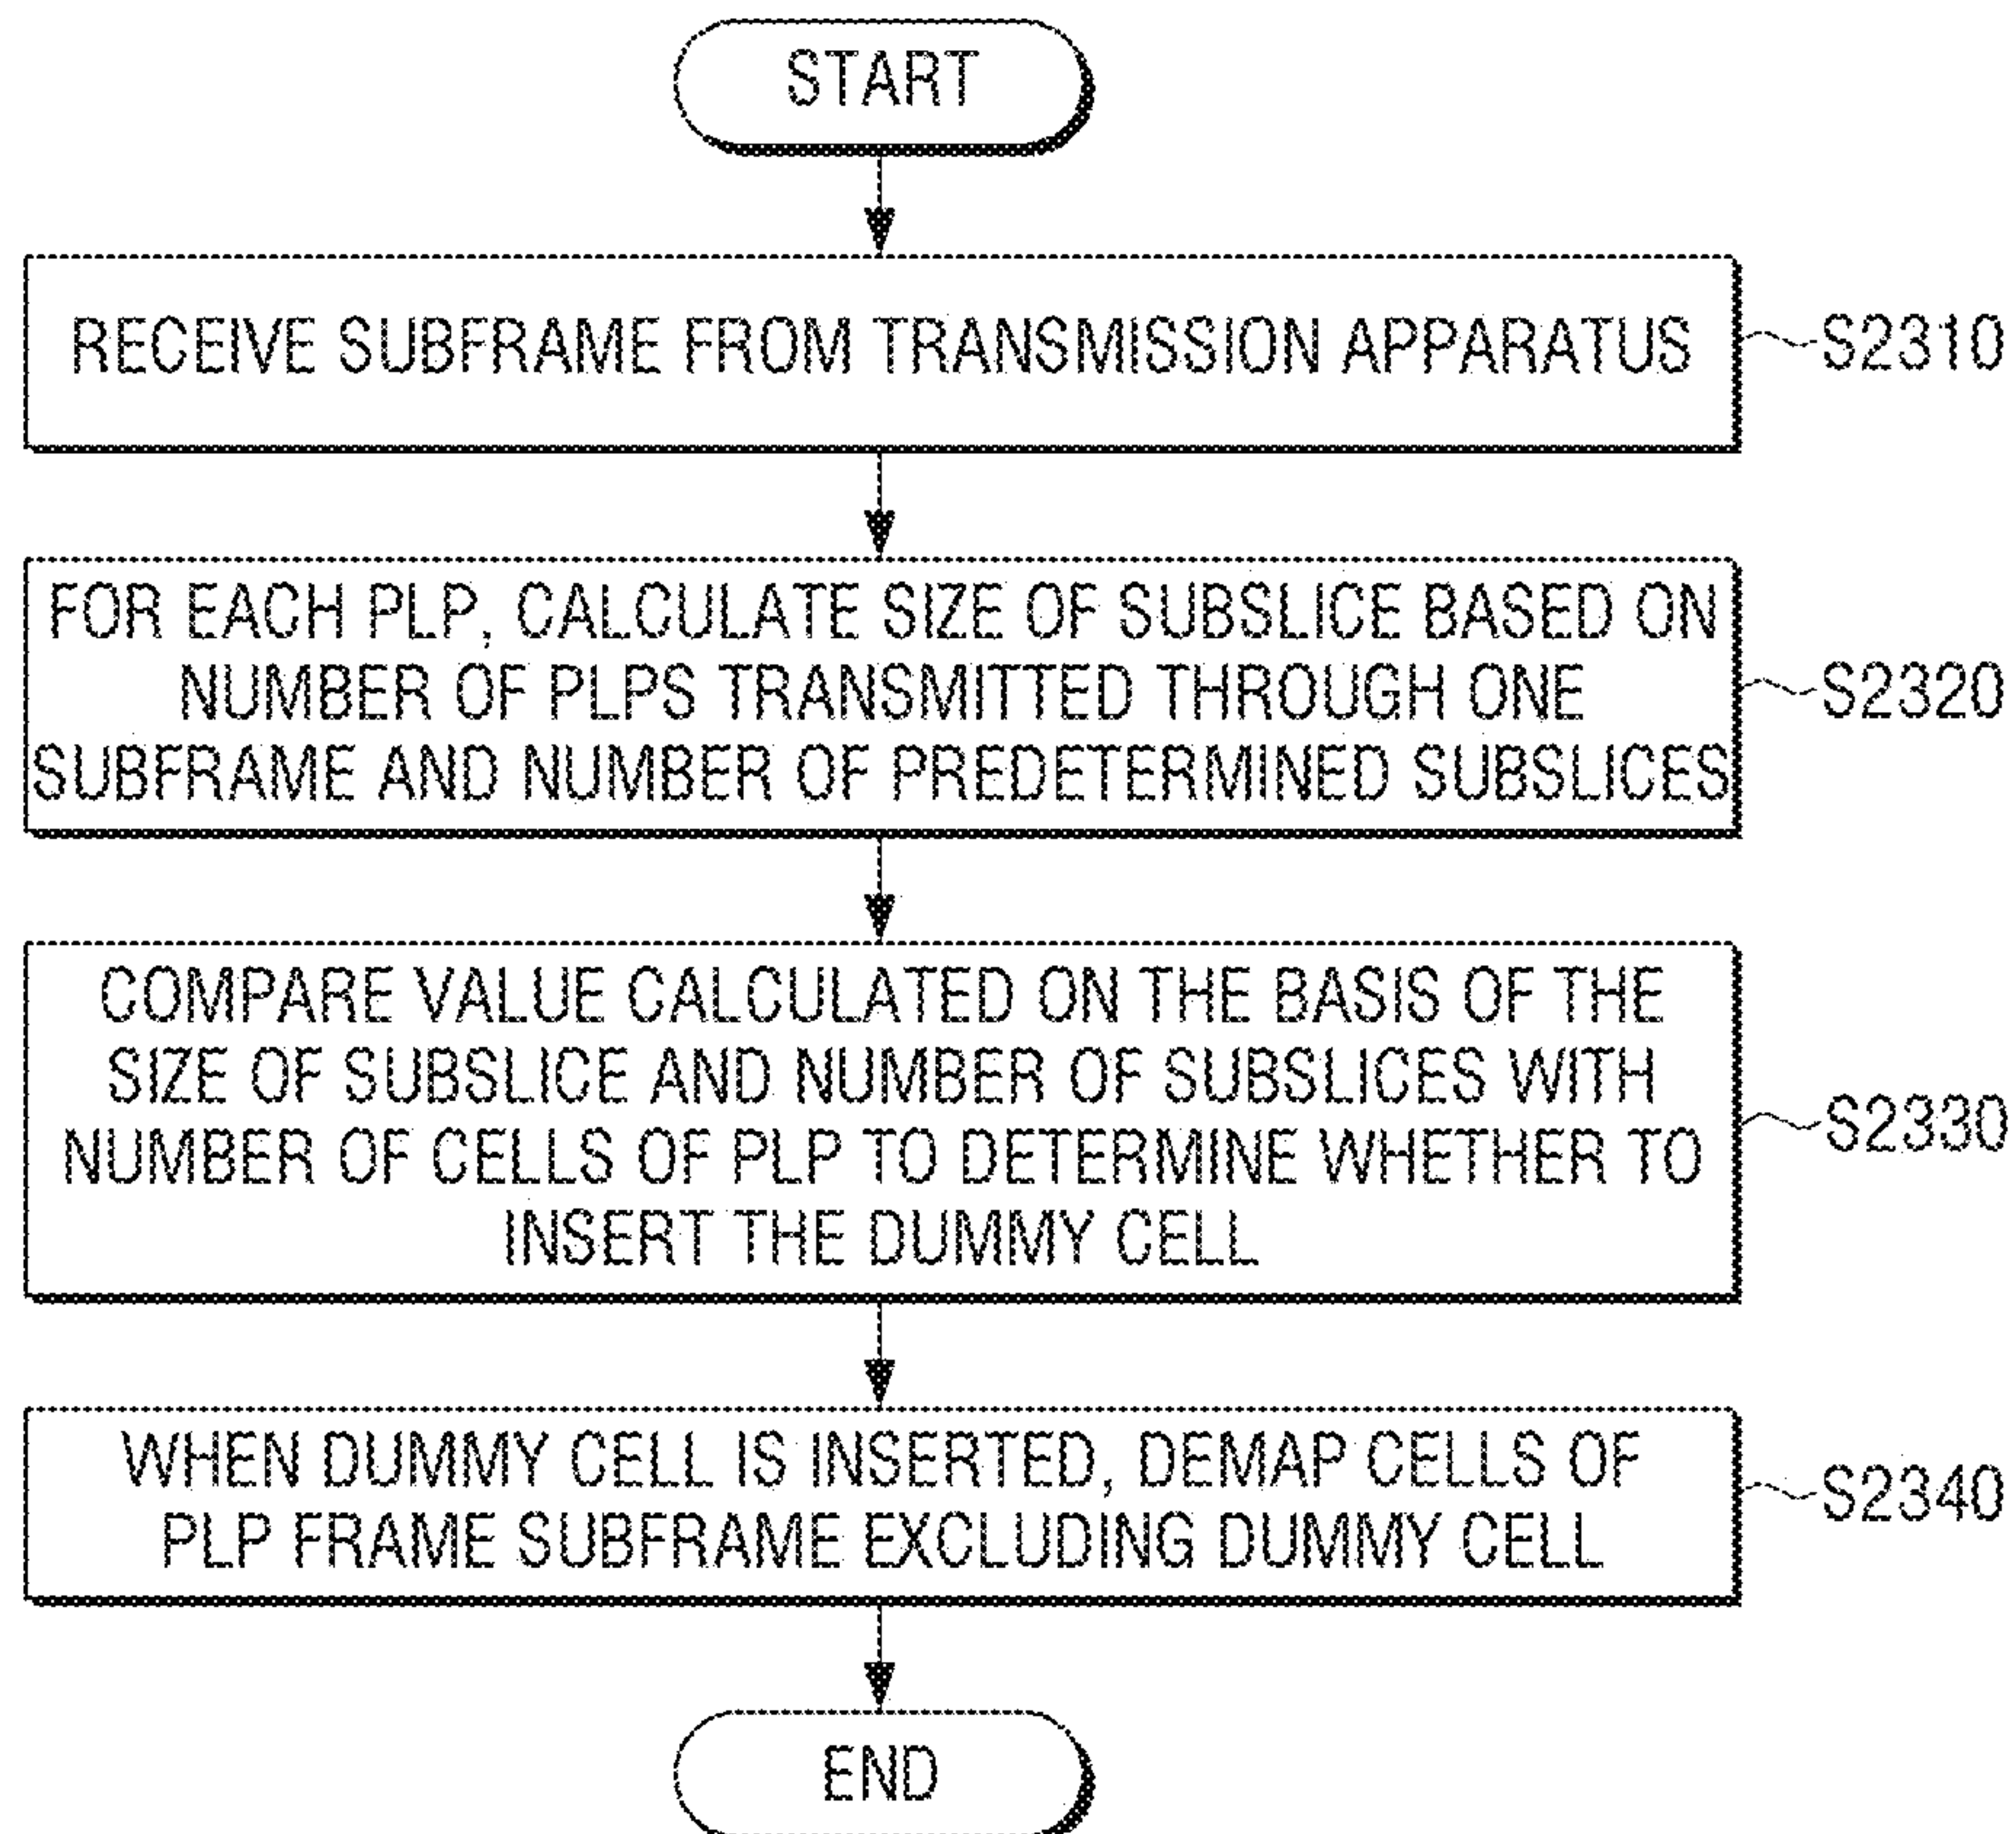 START
RECEIVE SUBFRAME FROM TRANSMISSION APPARATUS
S2310
FOR EACH PLP, CALCULATE SIZE OF SUBSLICE BASED ON
NUMBER OF PLPS TRANSMITTED THROUGH ONE
SUBFRAME AND NUMBER OF PREDETERMINED SUBSLICES
S2320
COMPARE VALUE CALCULATED ON THE BASIS OF THE
SIZE OF SUBSLICE AND NUMBER OF SUBSLICES WITH
NUMBER OF CELLS OF PLP TO DETERMINE WHETHER TO
INSERT THE DUMMY CELL
S2330
WHEN DUMMY CELL IS INSERTED, DEMAP CELLS OF
PLP FRAME SUBFRAME EXCLUDING DUMMY CELL
S2340
END